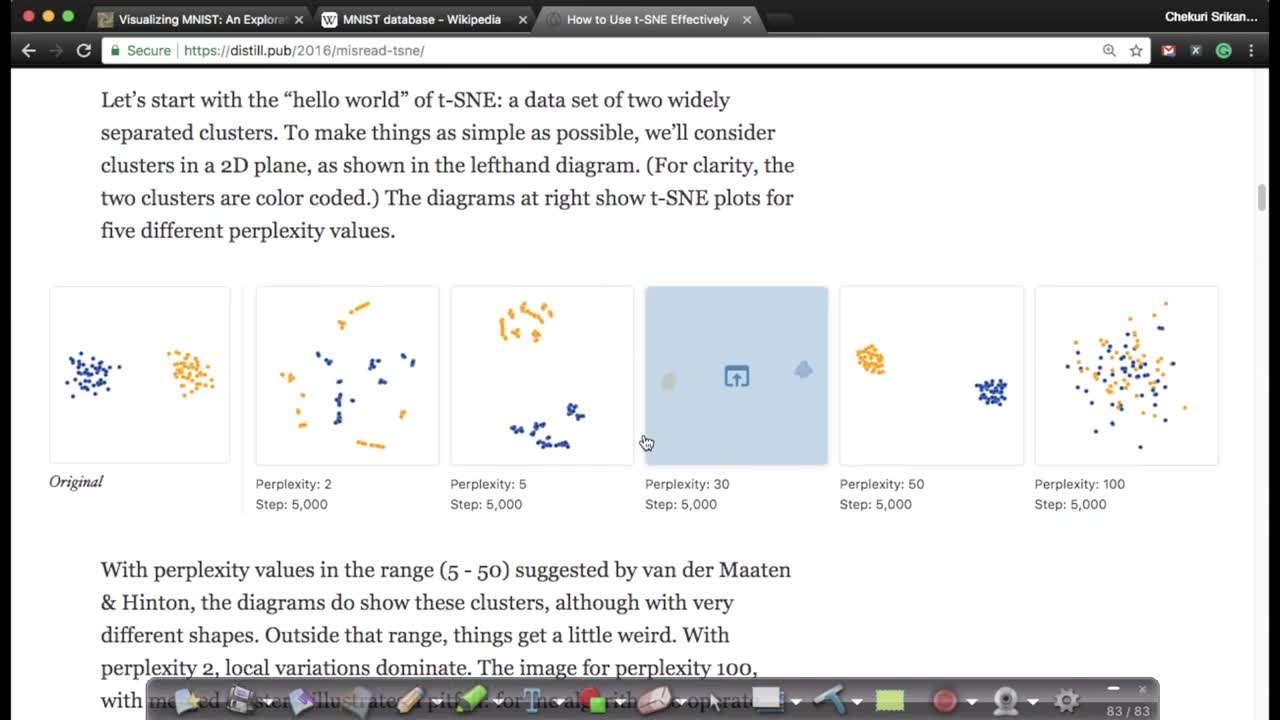 Visualizing MNIST: An Explorat
MNIST database - Wikipedia
How to Use t-SNE Effectively
Chekuri Srikan...
Secure
https://distill.pub/2016/misread-tsne/
Let's start with the “hello world” of t-SNE: a data set of two widely
separated clusters. To make things as simple as possible, we'll consider
clusters in a 2D plane, as shown in the lefthand diagram. (For clarity, the
two clusters are color coded.) The diagrams at right show t-SNE plots for
five different perplexity values.
Original
Perplexity: 2
Step: 5,000
Perplexity: 5
Step: 5,000
Perplexity: 30
Step: 5,000
Perplexity: 50
Step: 5,000
Perplexity: 100
Step: 5,000
With perplexity values in the range (5 - 50) suggested by van der Maaten
& Hinton, the diagrams do show these clusters, although with very
different shapes. Outside that range, things get a little weird. With
perplexity 2, local variations dominate. The image for perplexity 100,
with
83 / 83